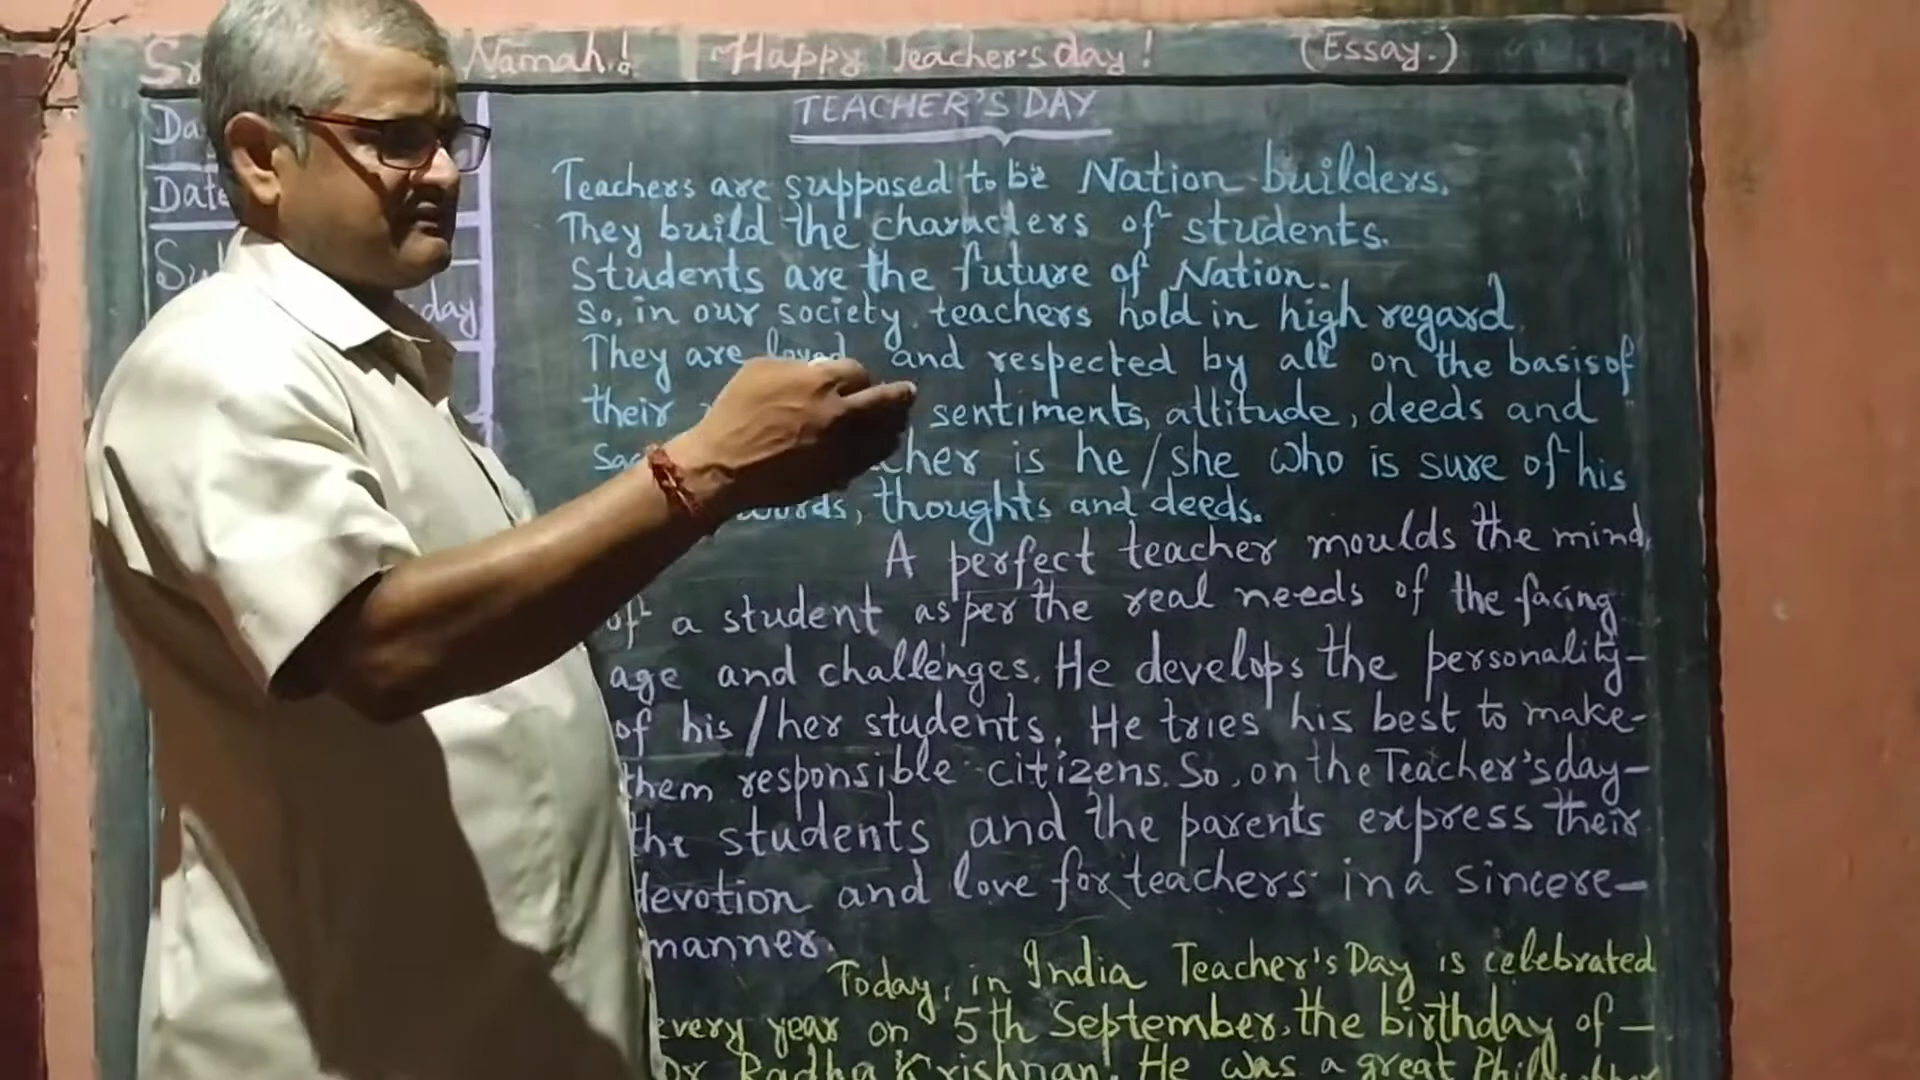 Namah! Happy Teacher's day! (Essay.)
TEACHER'S DAY
day
Teachers are supposed to be Nation builders.
They build the characters of students.
Students are the future of Nation.
So, in our society, teachers hold in high regard.
They are loved and respected by all on the basis of
their sentiments, attitude, deeds and
is he/she who is sure of his
words, thoughts and deeds.
A perfect teacher moulds the mind
of a student as per the real needs of the facing
age and challenges. He develops the personality-
of his/her students. He tries his best to make-
them responsible citizens. So, on the Teacher's day-
the students and the parents express their
devotion and love for teachers in a sincere-
manner.
Today, in India Teacher's Day is celebrated
every year on 5th September, the birthday of-
Dr Radha Krishnan. He was a great